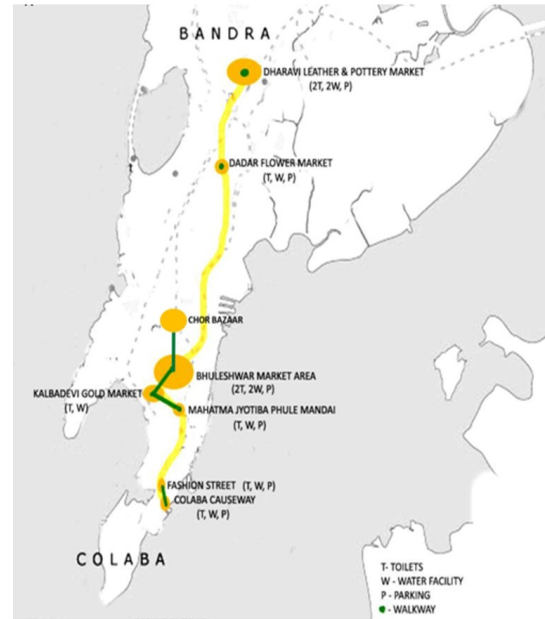 BANDRA
DHARAVI LEATHER & POTTERY MARKET
(2T, 2W, P)
DADAR FLOWER MARKET
(T, W, P)
CHOR BAZAAR
BHULESHWAR MARKET AREA
(2T, 2W, P)
KALBADEVI GOLD MARKET
(T, W)
MAHATMA JYOTIBA PHULE MANDAI
(T, W, P)
FASHION STREET (T, W, P)
COLABA CAUSEWAY
(T, W, P)
COLABA
T- TOILETS
W - WATER FACILITY
P - PARKING
- WALKWAY